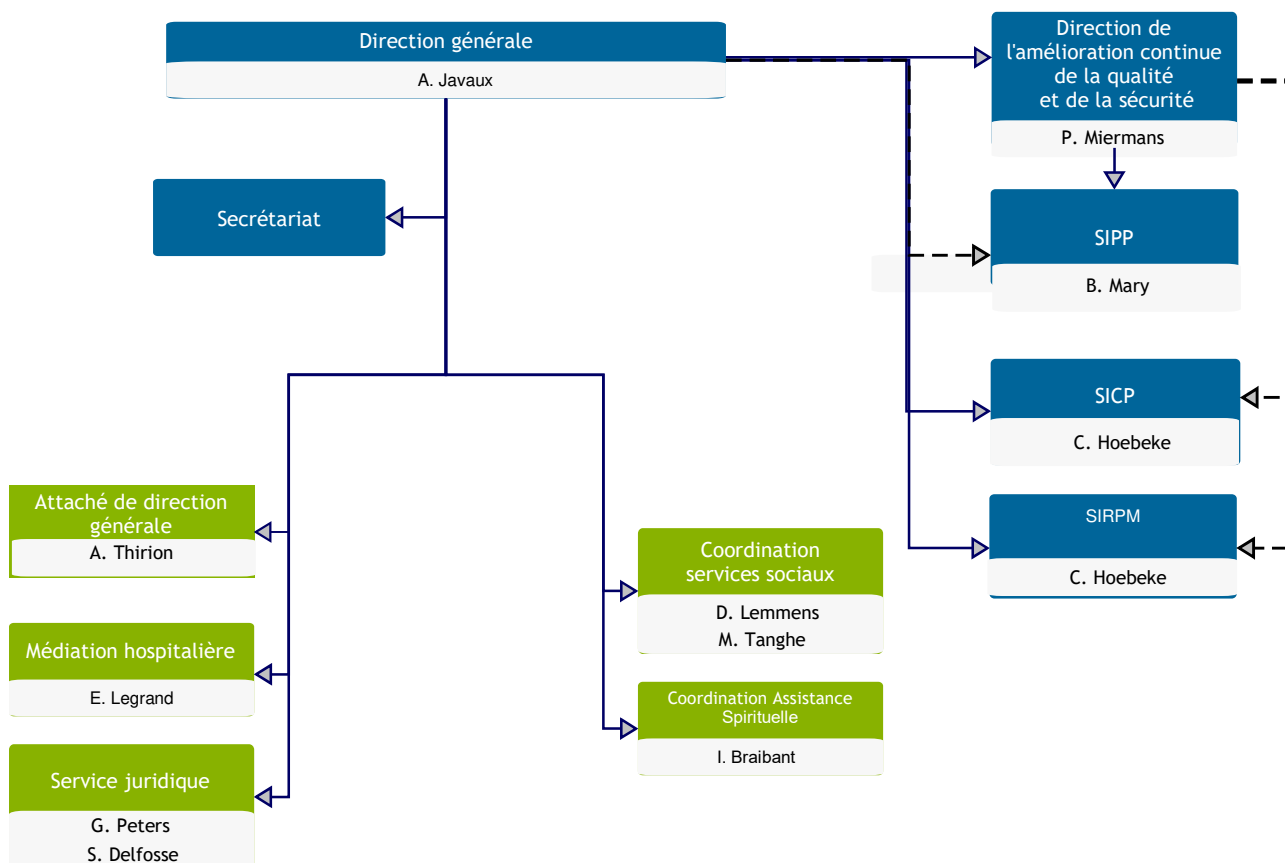 Direction générale
A. Javaux
Direction de
l'amélioration continue
de la qualité
et de la sécurité
P. Miermans
Secrétariat
SIPP
B. Mary
SICP
C. Hoebeke
SIRPM
C. Hoebeke
Attaché de direction
générale
A. Thirion
Médiation hospitalière
E. Legrand
Service juridique
G. Peters
S. Delfosse
Coordination
services sociaux
D. Lemmens
M. Tanghe
Coordination Assistance
Spirituelle
I. Braibant